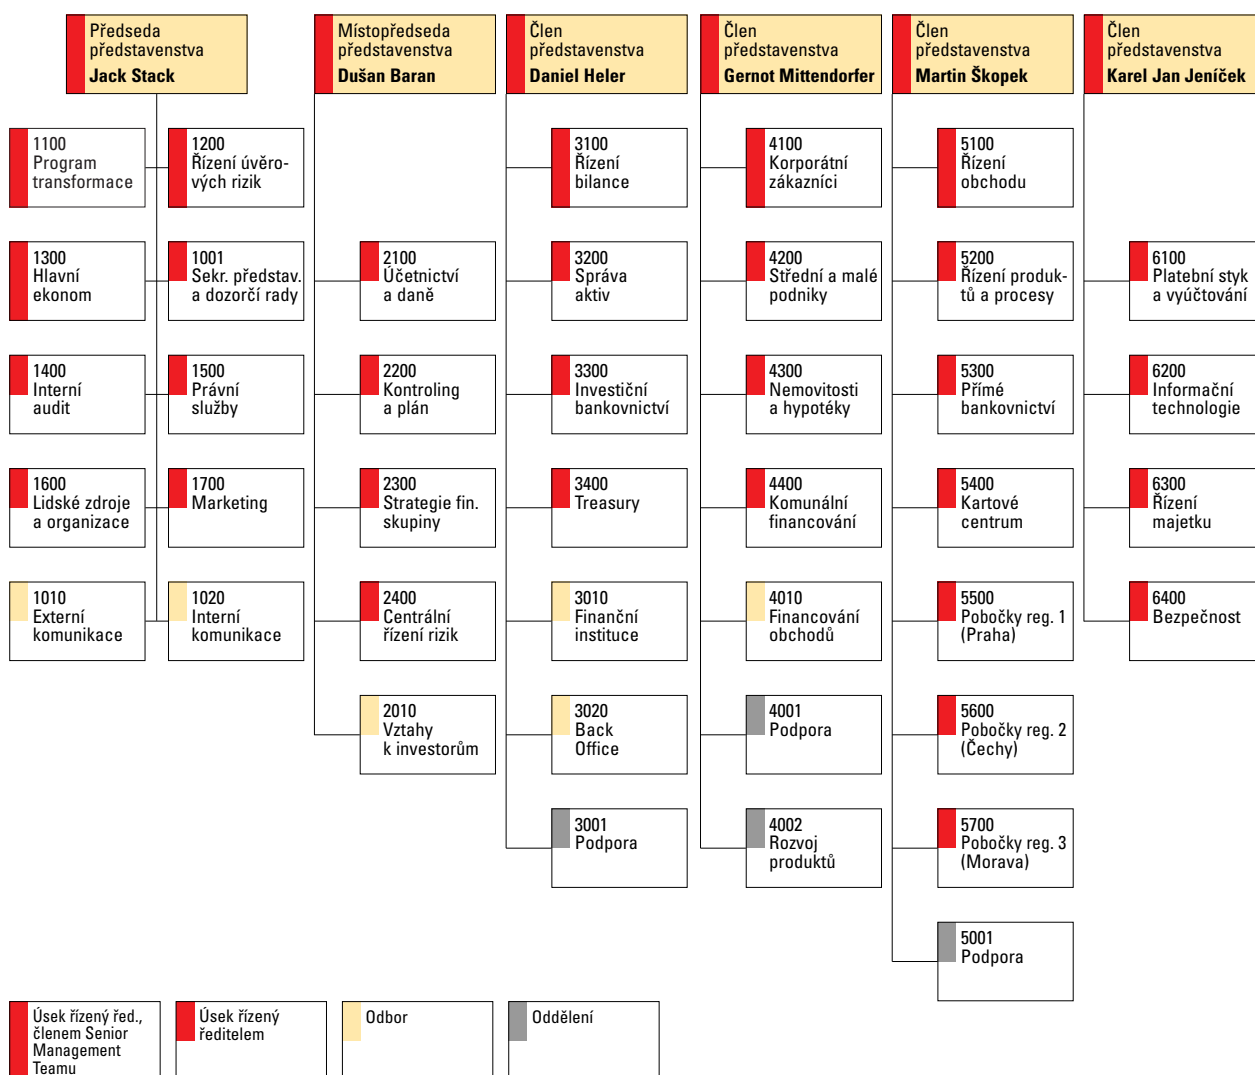 Předseda
představenstva
Jack Stack
Místopředseda
představenstva
Dušan Baran
Člen
představenstva
Daniel Heler
Člen
představenstva
Gernot Mittendorfer
Člen
představenstva
Martin Škopek
Člen
představenstva
Karel Jan Jeníček
1100
Program
transformace
1200
Řízení úvěro-
vých rizik
3100
Řízení
bilance
4100
Korporátní
zákazníci
5100
Řízení
obchodu
1300
Hlavní
ekonom
1001
Sekr. představ.
a dozorčí rady
2100
Účetnictví
a daně
3200
Správa
aktiv
4200
Střední a malé
podniky
5200
Řízení produk-
tů a procesy
6100
Platební styk
a vyúčtování
1400
Interní
audit
1500
Právní
služby
2200
Kontroling
a plán
3300
Investiční
bankovnictví
4300
Nemovitosti
a hypotéky
5300
Přímé
bankovnictví
6200
Informační
technologie
1600
Lidské zdroje
a organizace
1700
Marketing
2300
Strategie fin.
skupiny
3400
Treasury
4400
Komunální
financování
5400
Kartové
centrum
6300
Řízení
majetku
1010
Externí
komunikace
1020
Interní
komunikace
2400
Centrální
řízení rizik
3010
Finanční
instituce
4010
Financování
obchodů
5500
Pobočky reg. 1
(Praha)
6400
Bezpečnost
2010
Vztahy
k investorům
3020
Back
Office
4001
Podpora
5600
Pobočky reg. 2
(Čechy)
3001
Podpora
4002
Rozvoj
produktů
5700
Pobočky reg. 3
(Morava)
5001
Podpora
Úsek řízený řed.,
členem Senior
Management
Teamu
Úsek řízený
ředitelem
Odbor
Oddělení